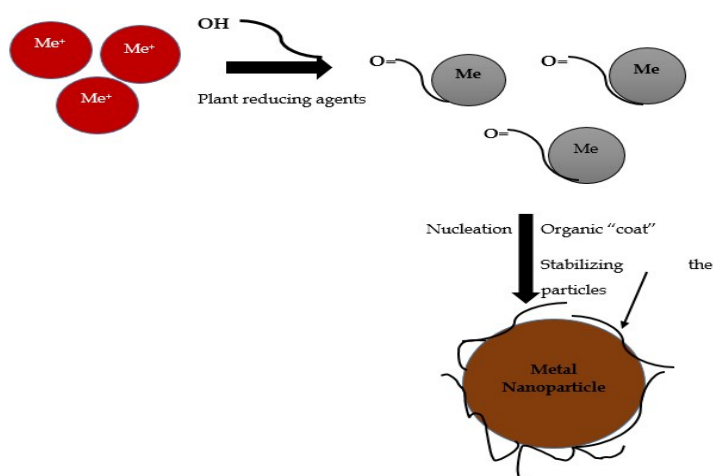 OH
Me⁺
Me⁺
Me⁺
Plant reducing agents
O=
Me
O=
Me
O=
Me
Nucleation
Organic “coat”
Stabilizing the
particles
Metal
Nanoparticle